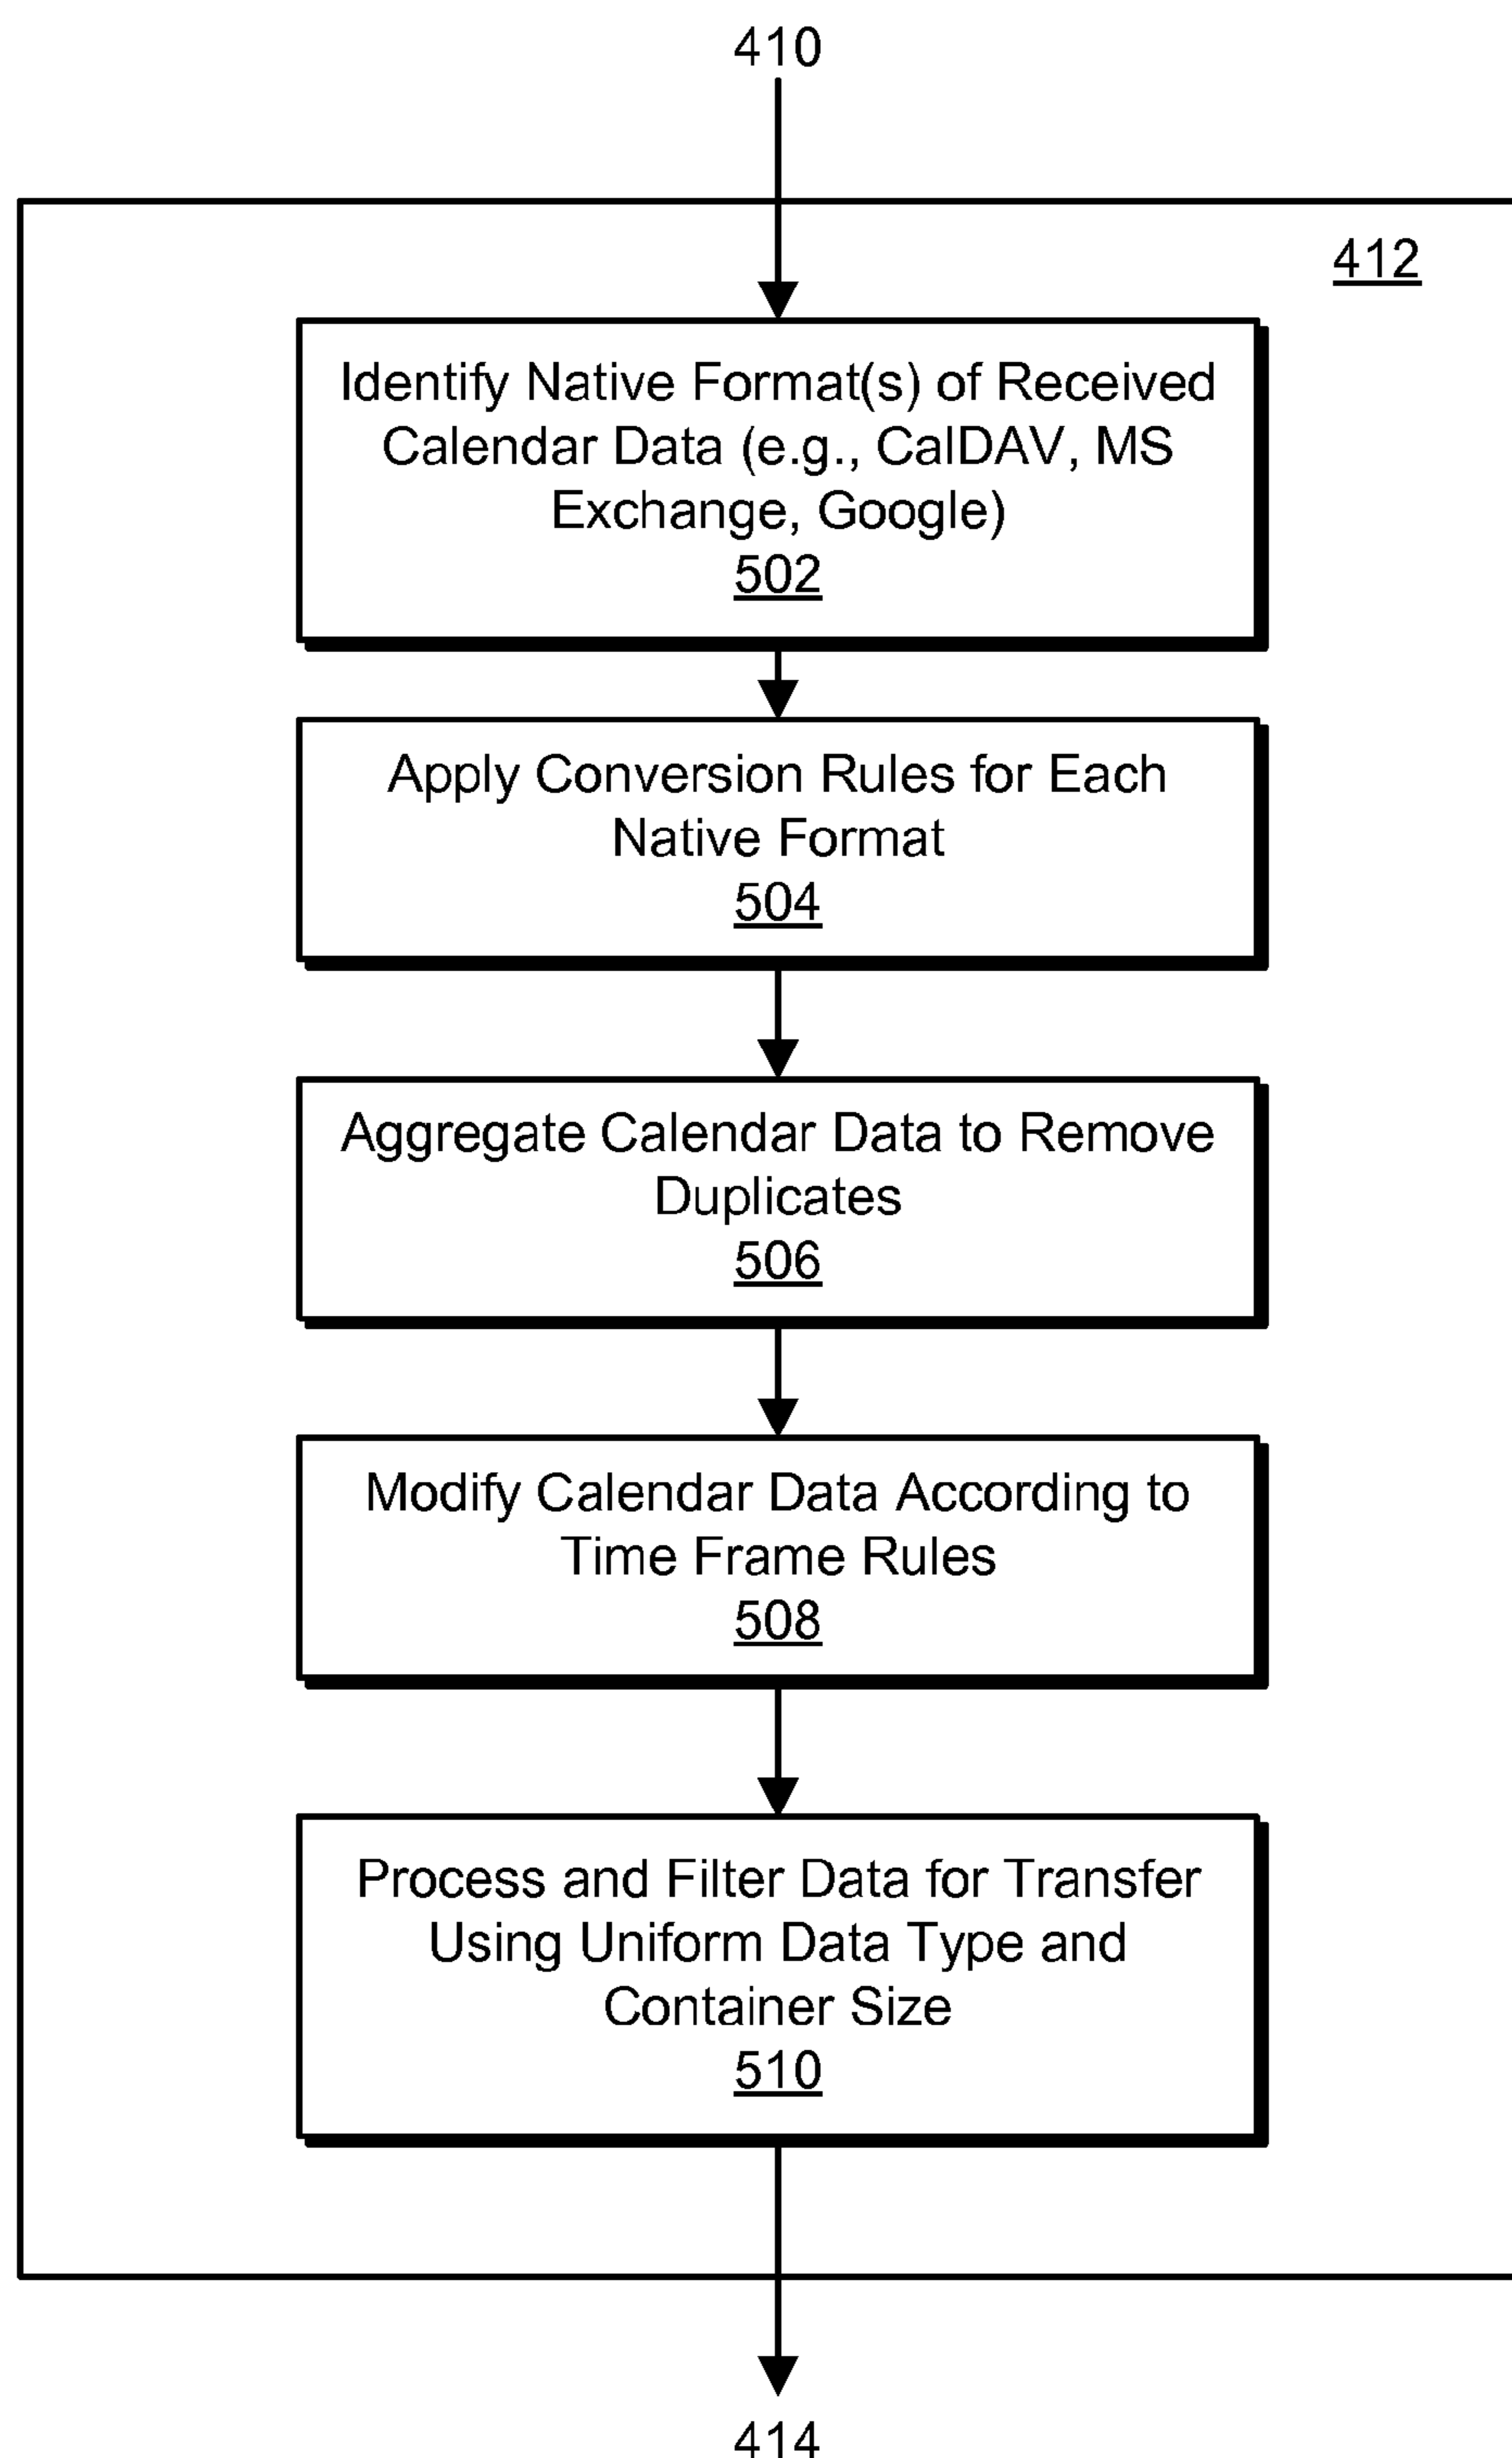 410
412
Identify Native Format(s) of Received
Calendar Data (e.g., CalDAV, MS
Exchange, Google)
502
Apply Conversion Rules for Each
Native Format
504
Aggregate Calendar Data to Remove
Duplicates
506
Modify Calendar Data According to
Time Frame Rules
508
Process and Filter Data for Transfer
Using Uniform Data Type and
Container Size
510
414